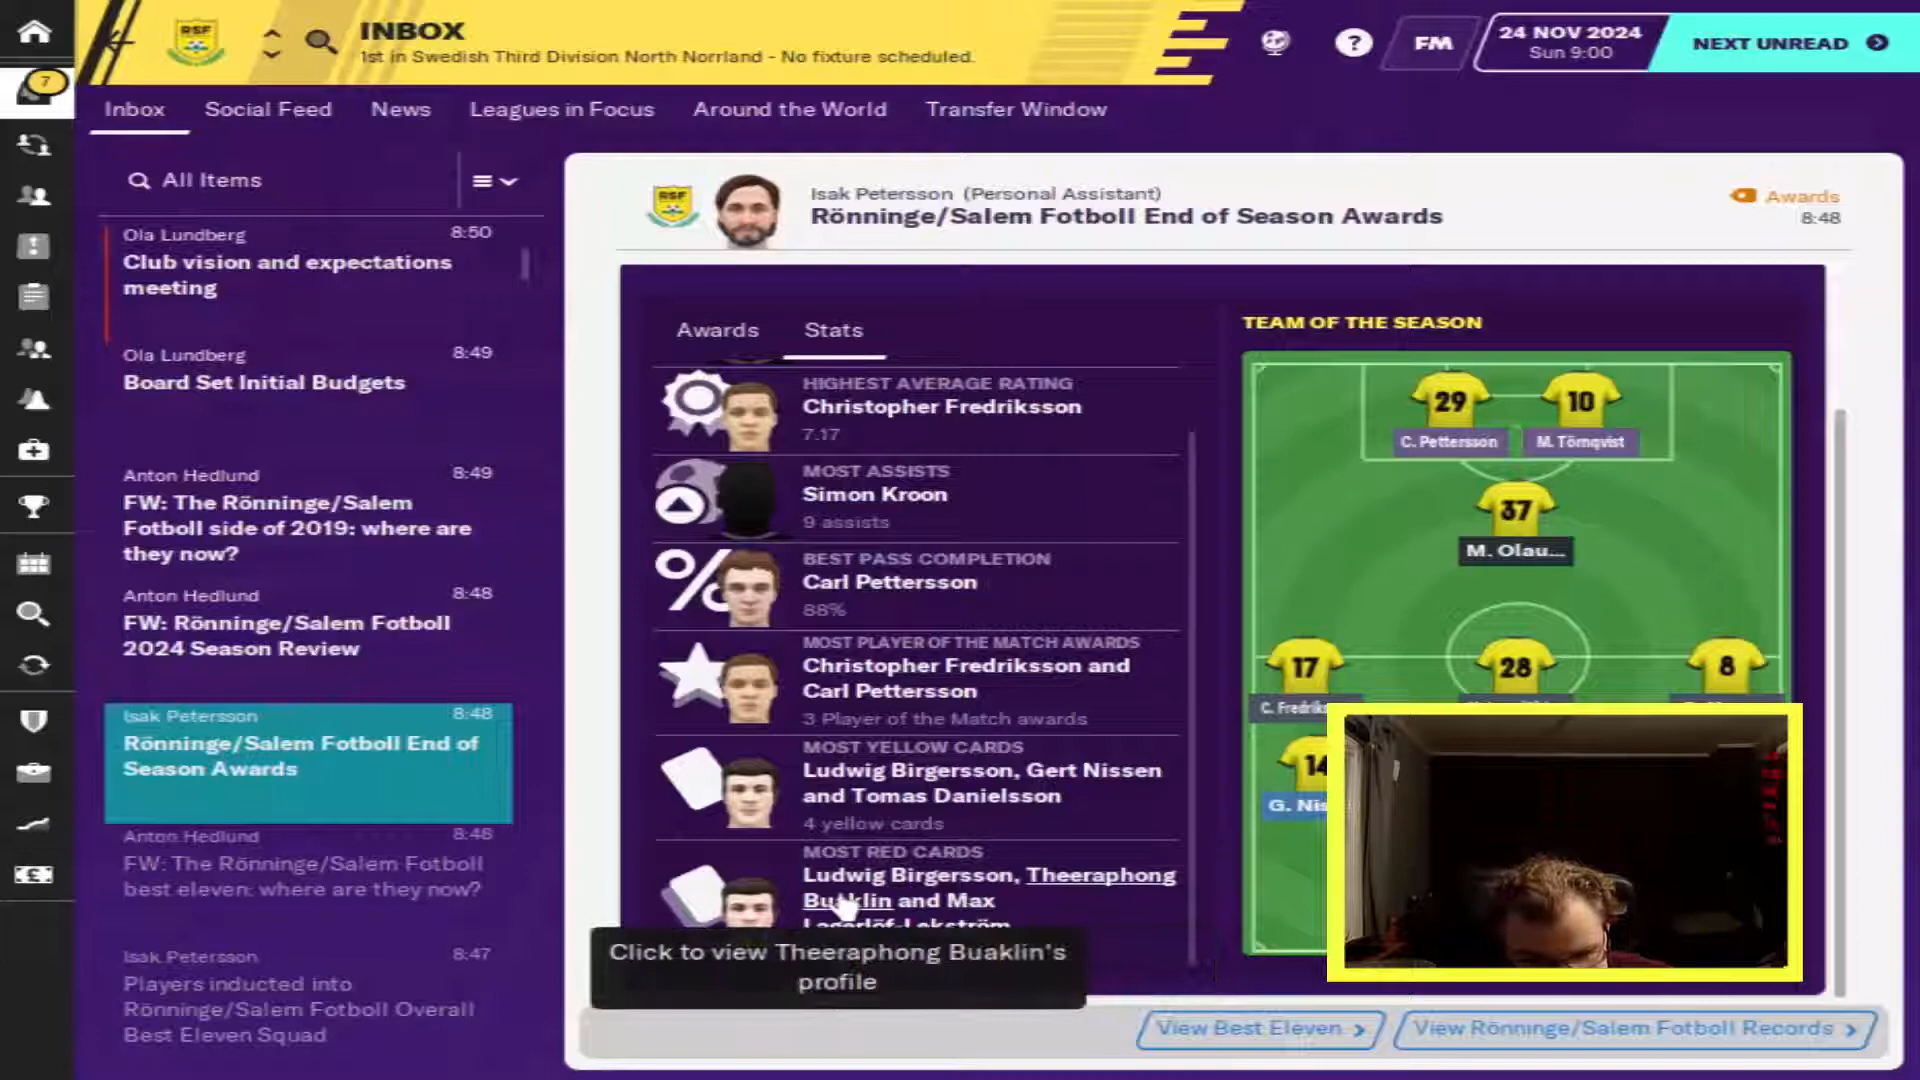 RSF
INBOX
1st in Swedish Third Division North Norrland - No fixture scheduled.
?
FM
24 NOV 2024
Sun 9:00
NEXT UNREAD
7
Inbox
Social Feed
News
Leagues in Focus
Around the World
Transfer Window
All Items
Ola Lundberg
8:50
Club vision and expectations
meeting
Ola Lundberg
8:49
Board Set Initial Budgets
Anton Hedlund
8:49
FW: The Rönninge/Salem
Fotboll side of 2019: where are
they now?
Anton Hedlund
8:48
FW: Rönninge/Salem Fotboll
2024 Season Review
Isak Petersson
8:48
Rönninge/Salem Fotboll End of
Season Awards
Anton Hedlund
8:48
FW: The Rönninge/Salem Fotboll
best eleven: where are they now?
Isak Petersson
8:47
Players inducted into
Rönninge/Salem Fotboll Overall
Best Eleven Squad
RSF
Isak Petersson (Personal Assistant)
Rönninge/Salem Fotboll End of Season Awards
Awards
8:48
Awards
Stats
HIGHEST AVERAGE RATING
Christopher Fredriksson
7.17
MOST ASSISTS
Simon Kroon
9 assists
BEST PASS COMPLETION
Carl Pettersson
88%
MOST PLAYER OF THE MATCH AWARDS
Christopher Fredriksson and
Carl Pettersson
3 Player of the Match awards
MOST YELLOW CARDS
Ludwig Birgersson, Gert Nissen
and Tomas Danielsson
4 yellow cards
MOST RED CARDS
Ludwig Birgersson, Theeraphong
Buaklin and Max
Lagerlöf-Lekström
Click to view Theeraphong Buaklin's
profile
TEAM OF THE SEASON
29
10
C. Pettersson
M. Törnqvist
37
M. Olau...
17
28
8
C. Fredriks
14
G. Nis
View Best Eleven
View Rönninge/Salem Fotboll Records